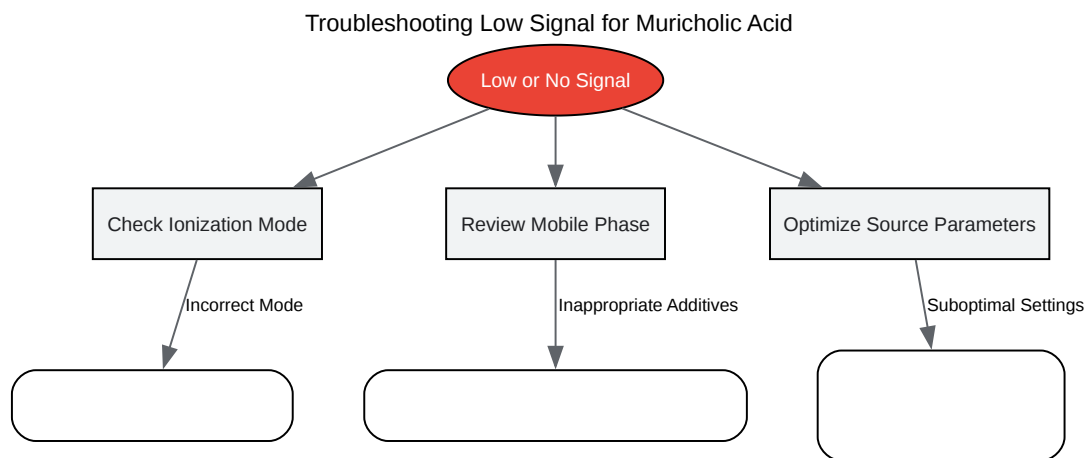 Troubleshooting Low Signal for Muricholic Acid
Low or No Signal
Check Ionization Mode
Review Mobile Phase
Optimize Source Parameters
Incorrect Mode
Inappropriate Additives
Suboptimal Settings